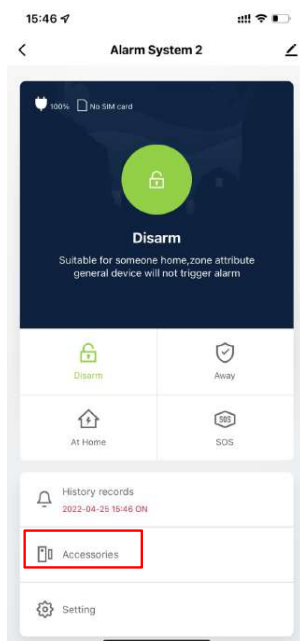 15:46
Alarm System 2
100% No SIM card
Disarm
Suitable for someone home,zone attribute
general device will not trigger alarm
Disarm
Away
At Home
SOS
SOS
History records
2022-04-25 15:46 ON
Accessories
Setting